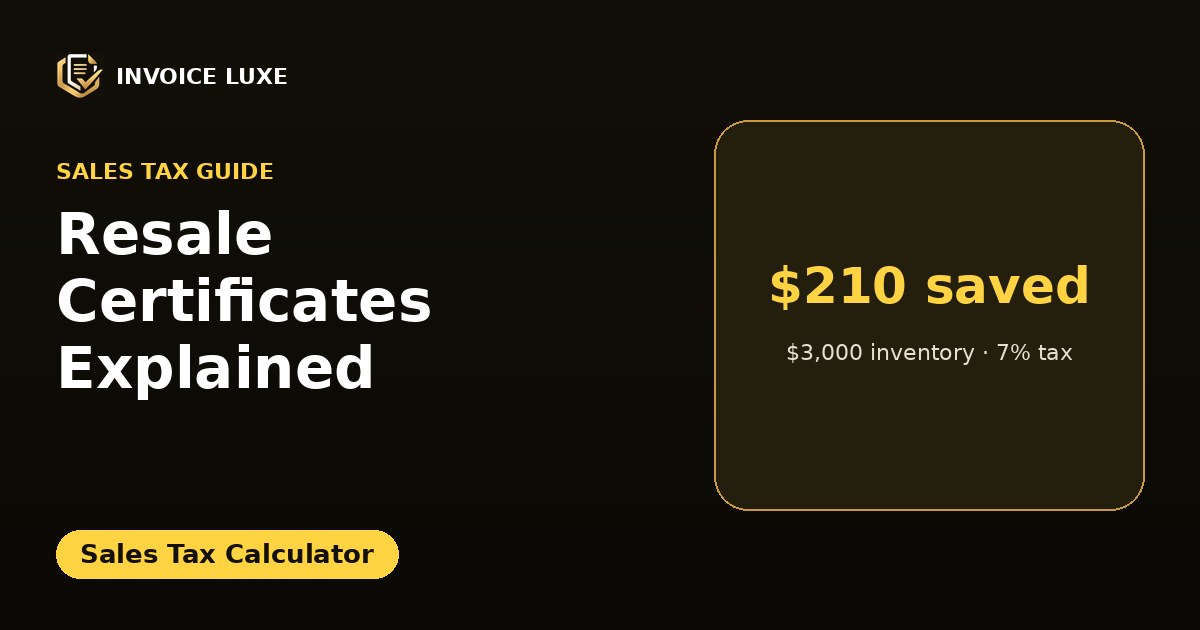 INVOICE LUXE
SALES TAX GUIDE
Resale
Certificates
Explained
$210 saved
$3,000 inventory · 7% tax
Sales Tax Calculator